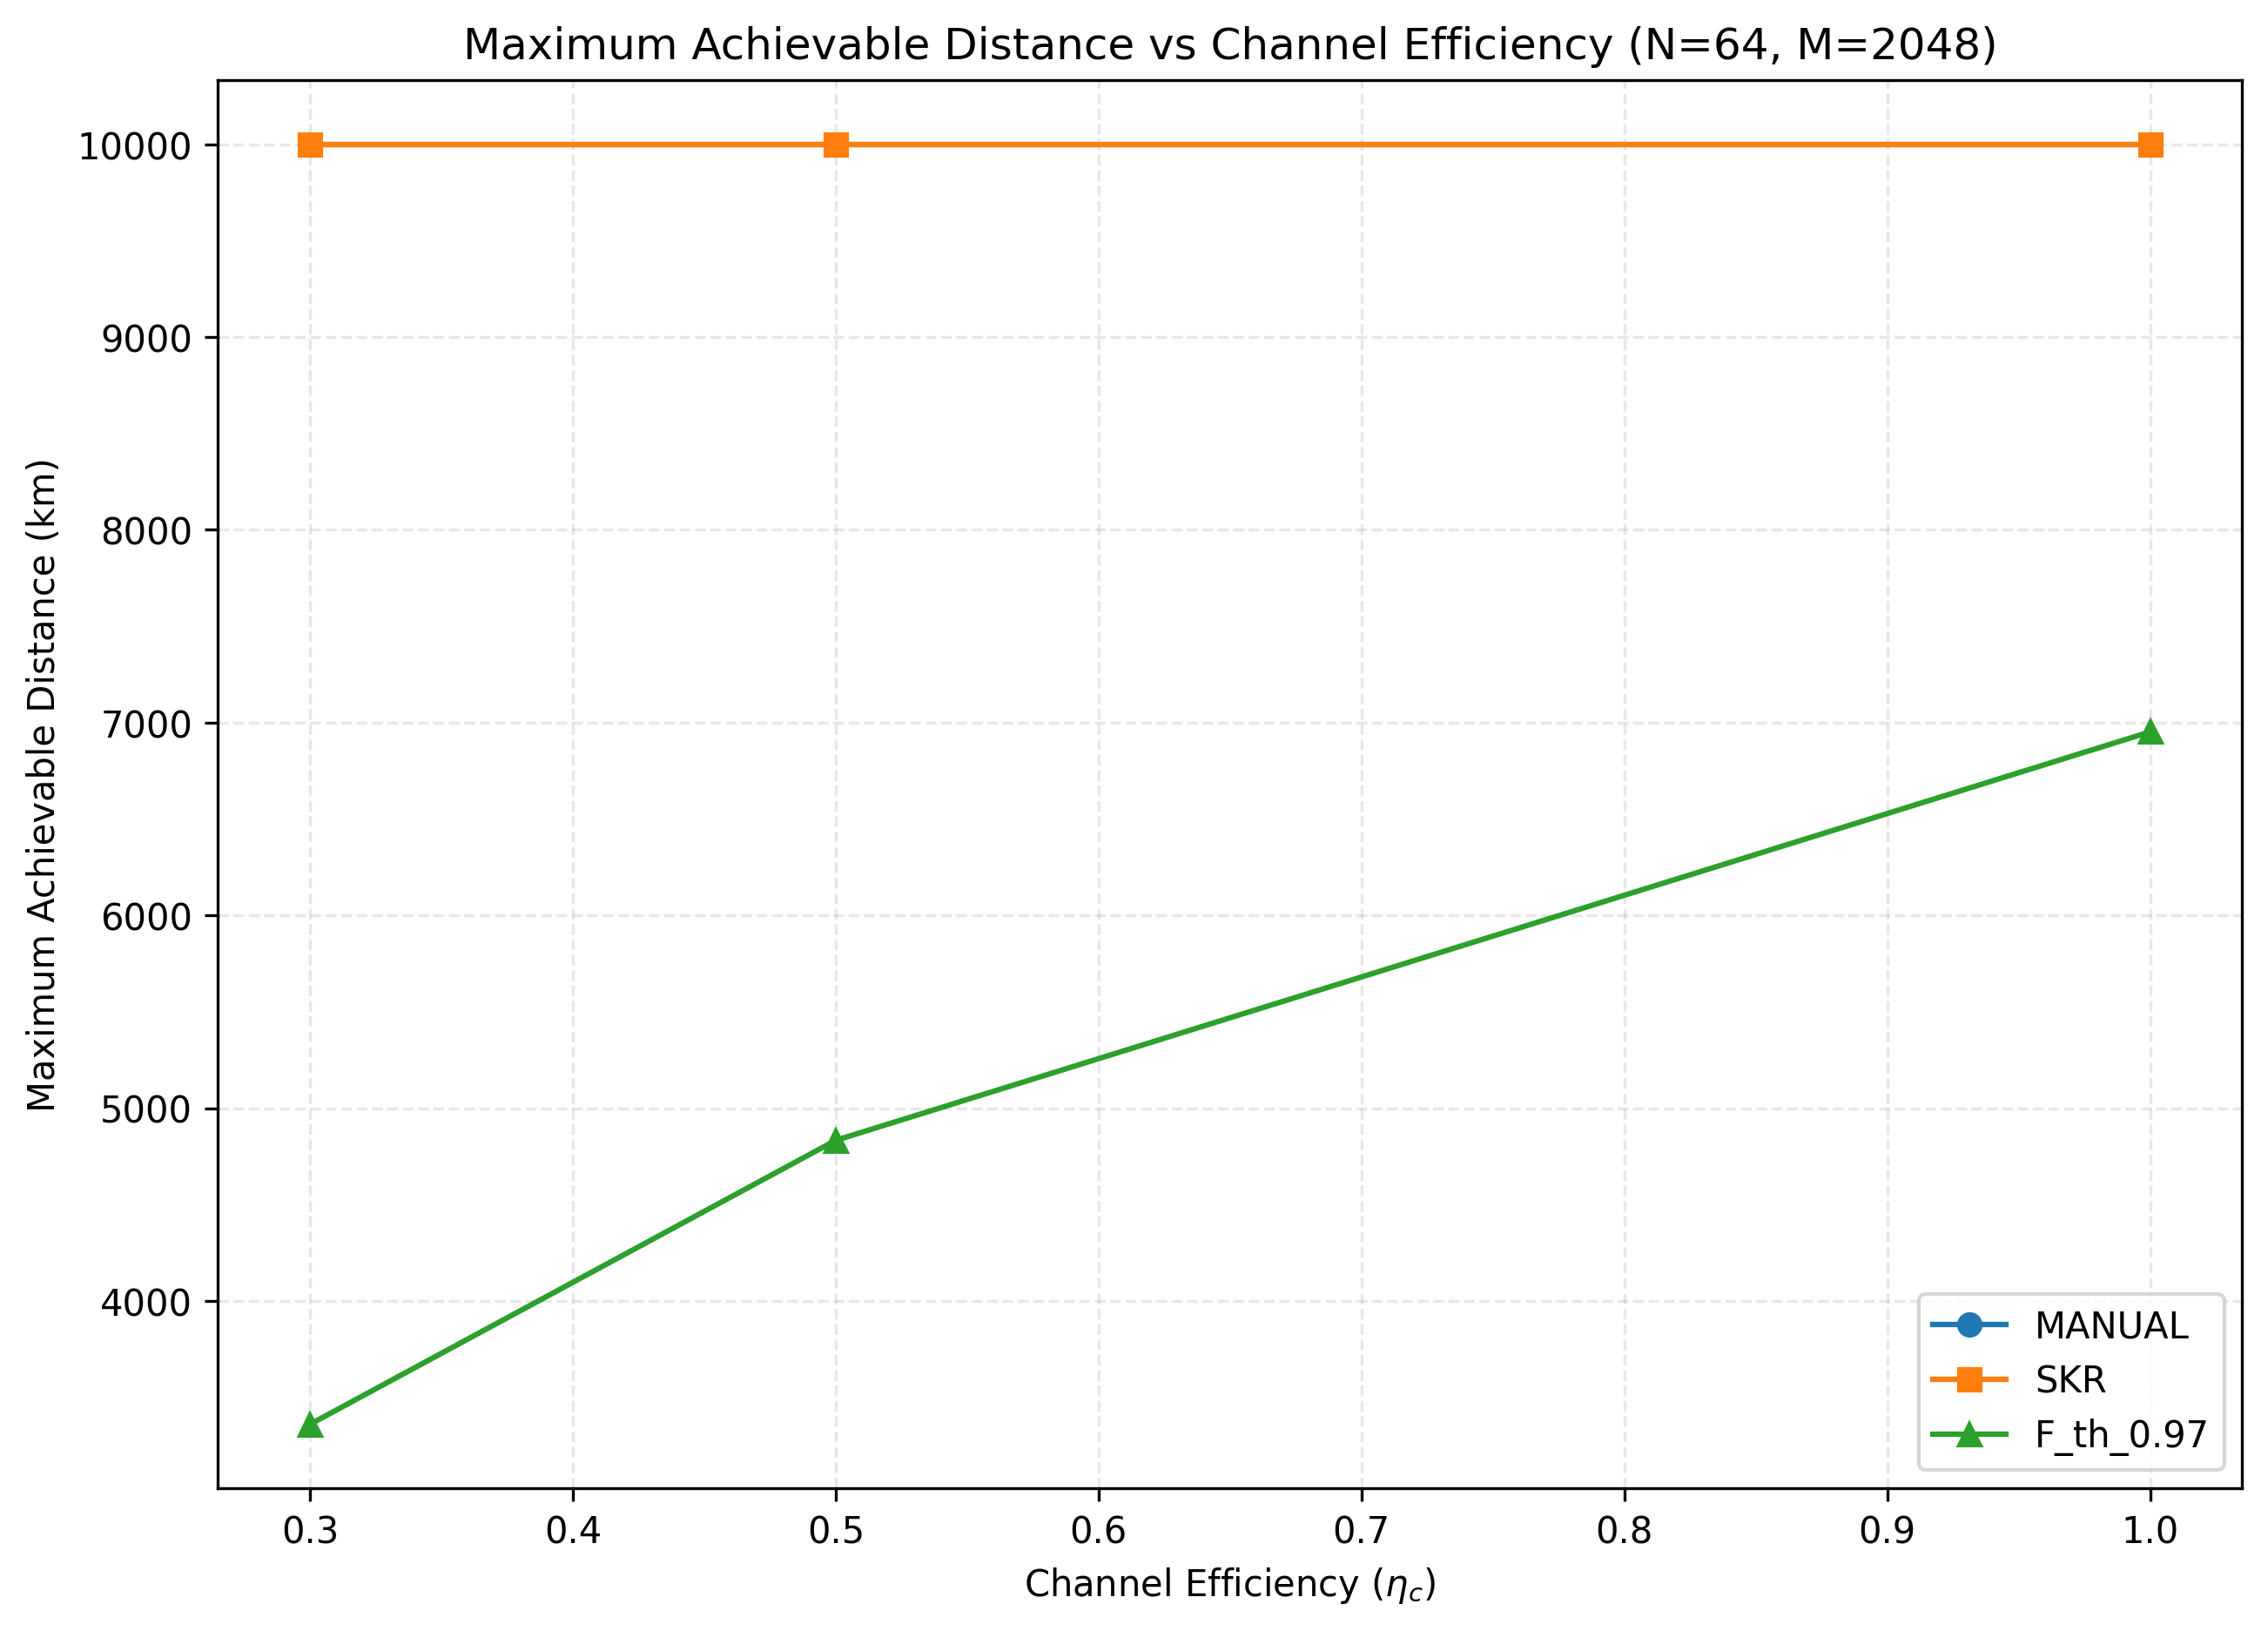 Maximum Achievable Distance vs Channel Efficiency (N=64, M=2048)
Maximum Achievable Distance (km)
10000
9000
8000
7000
6000
5000
4000
0.3 0.4 0.5 0.6 0.7 0.8 0.9 1.0
Channel Efficiency (η_c)
MANUAL
SKR
F_th_0.97